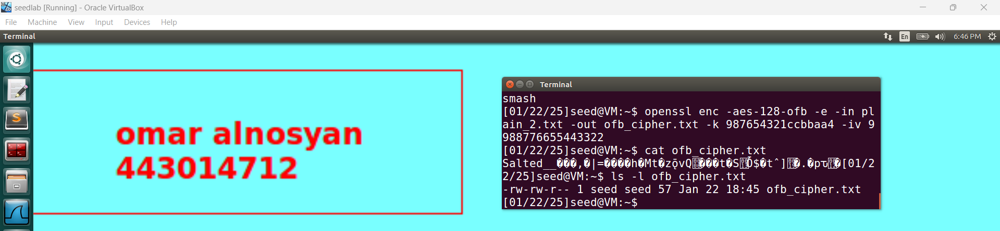 seedlab [Running] - Oracle VirtualBox
File Machine View Input Devices Help
Terminal
En
6:46 PM
omar alnosyan
443014712
Terminal
smash
[01/22/25]seed@VM:~$ openssl enc -aes-128-ofb -e -in pl
ain_2.txt -out ofb_cipher.txt -k 987654321ccbbaa4 -iv 9
988776655443322
[01/22/25]seed@VM:~$ cat ofb_cipher.txt
Salted__���,�|=����h�Mt�zǭvQ���t�S$�t^]�.�p�[01/2
2/25]seed@VM:~$ ls -l ofb_cipher.txt
-rw-rw-r-- 1 seed seed 57 Jan 22 18:45 ofb_cipher.txt
[01/22/25]seed@VM:~$